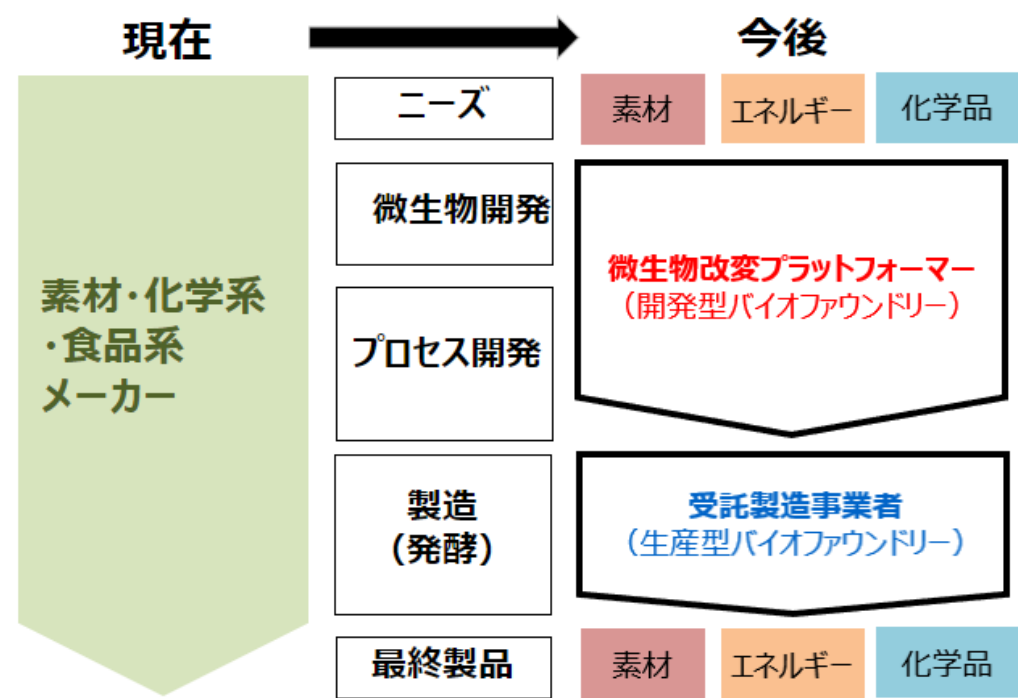 現在
今後
ニーズ
素材
エネルギー
化学品
素材・化学系
・食品系
メーカー
微生物開発
プロセス開発
微生物改変プラットフォーマー
（開発型バイオファウンドリー）
製造
(発酵)
受託製造事業者
（生産型バイオファウンドリー）
最終製品
素材
エネルギー
化学品